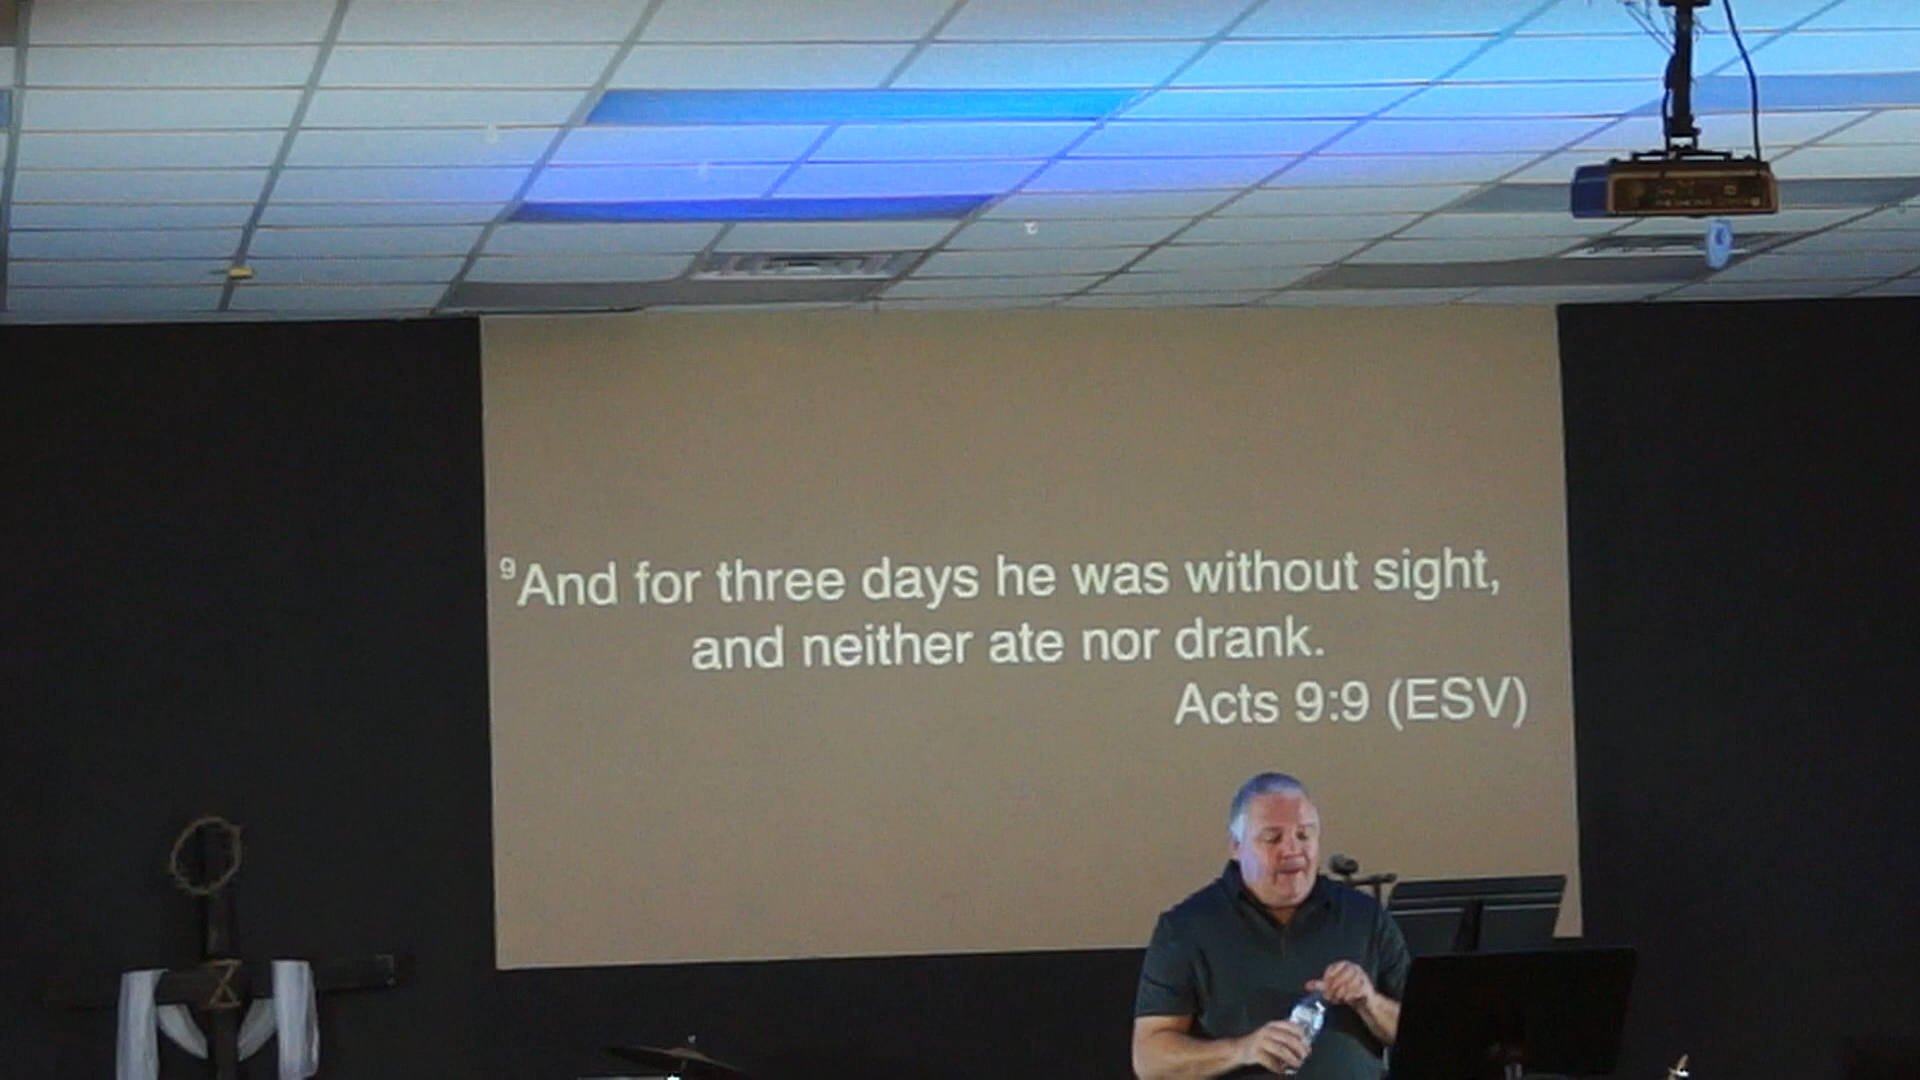 ⁹And for three days he was without sight,
and neither ate nor drank.
Acts 9:9 (ESV)